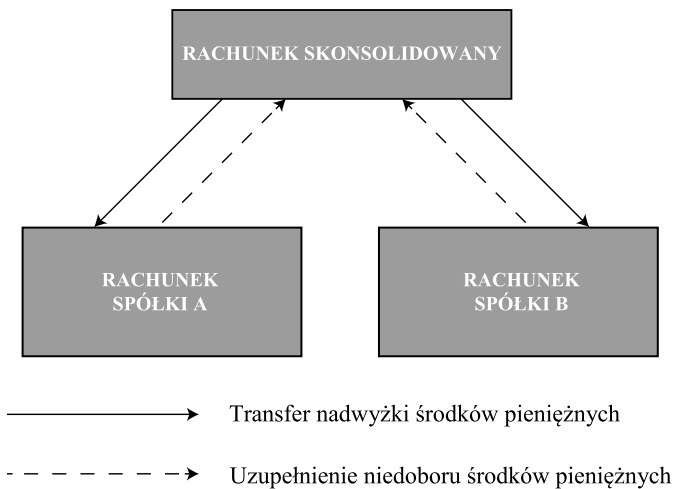 RACHUNEK SKONSOLIDOWANY
RACHUNEK
SPÓŁKI A
RACHUNEK
SPÓŁKI B
Transfer nadwyżki środków pieniężnych
Uzupełnienie niedoboru środków pieniężnych